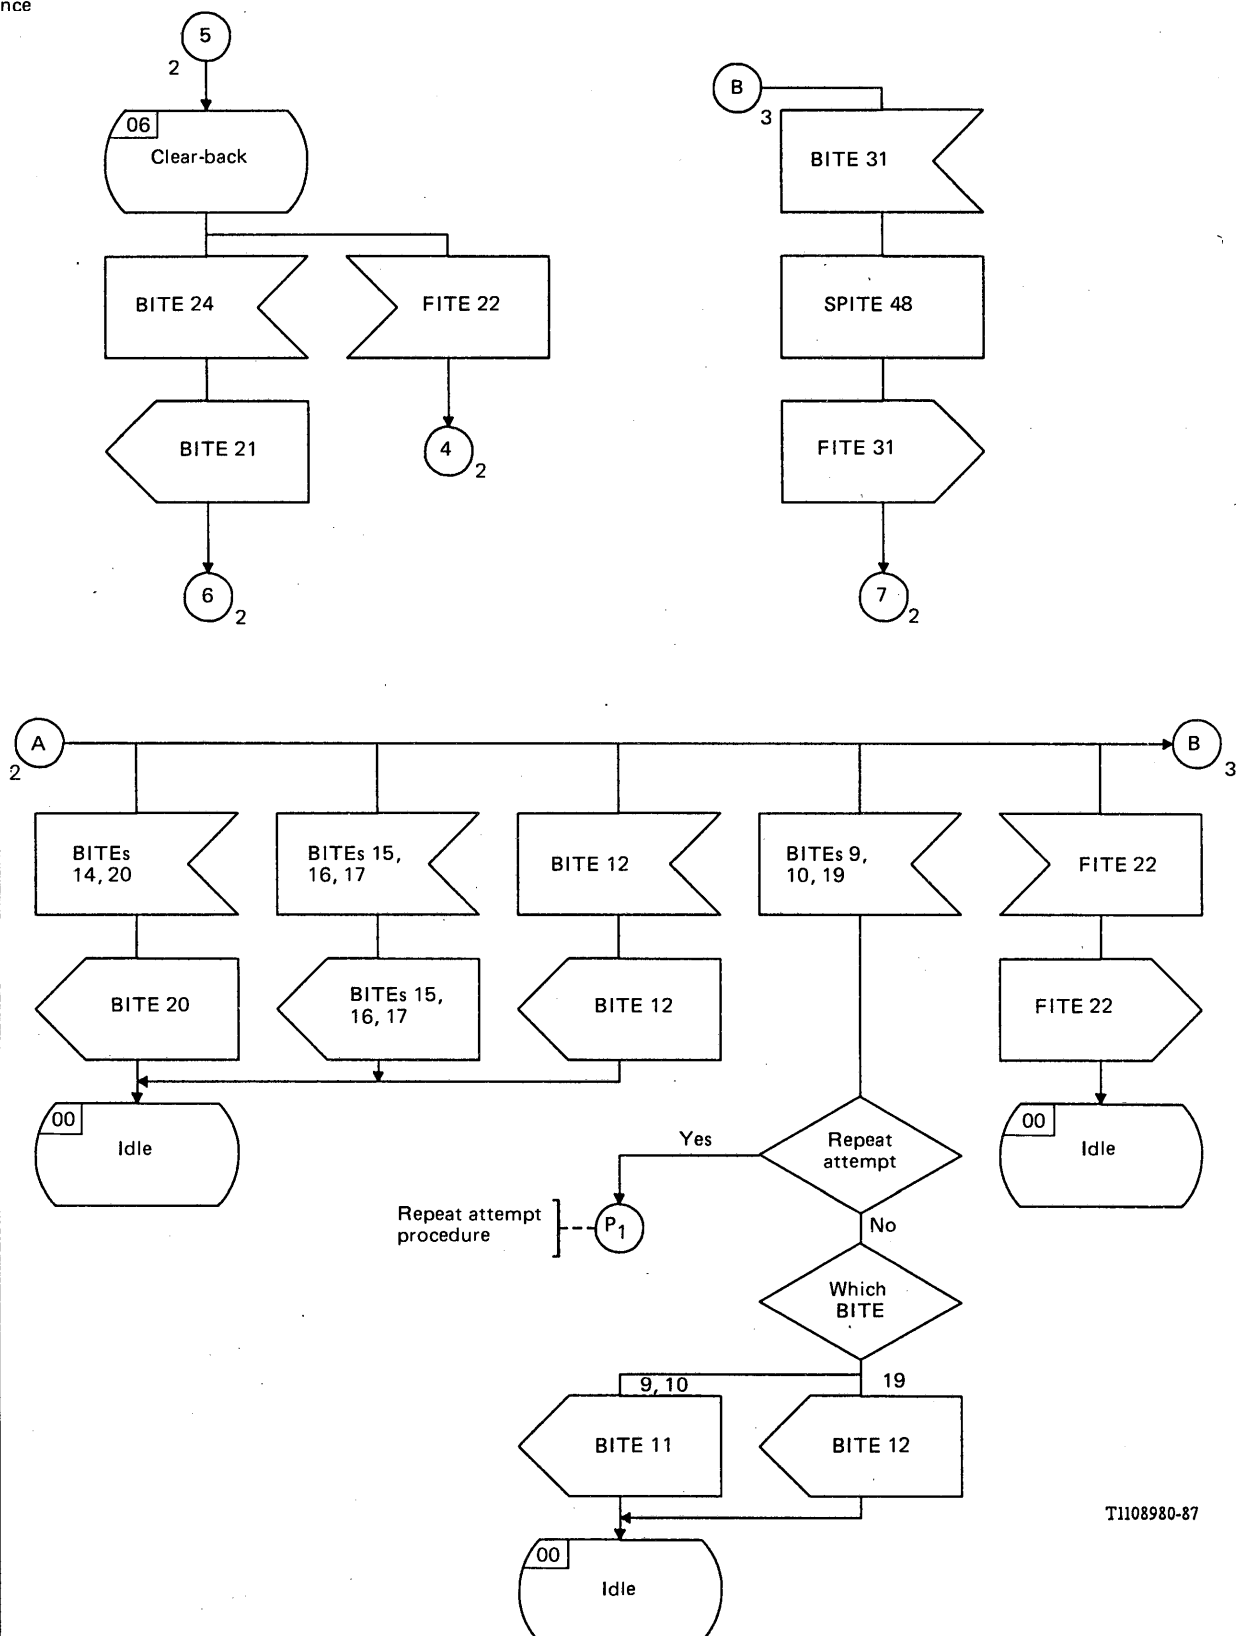 nce
5
2
06
Clear-back
BITE 24
FITE 22
BITE 21
4
2
6
2
B
3
BITE 31
SPITE 48
FITE 31
7
2
A
2
B
3
BITEs
14, 20
BITEs 15,
16, 17
BITE 12
BITEs 9,
10, 19
FITE 22
BITE 20
BITEs 15,
16, 17
BITE 12
FITE 22
00
Idle
Yes
Repeat
attempt
00
Idle
Repeat attempt
procedure
P1
No
Which
BITE
9, 10
19
BITE 11
BITE 12
T1108980-87
00
Idle